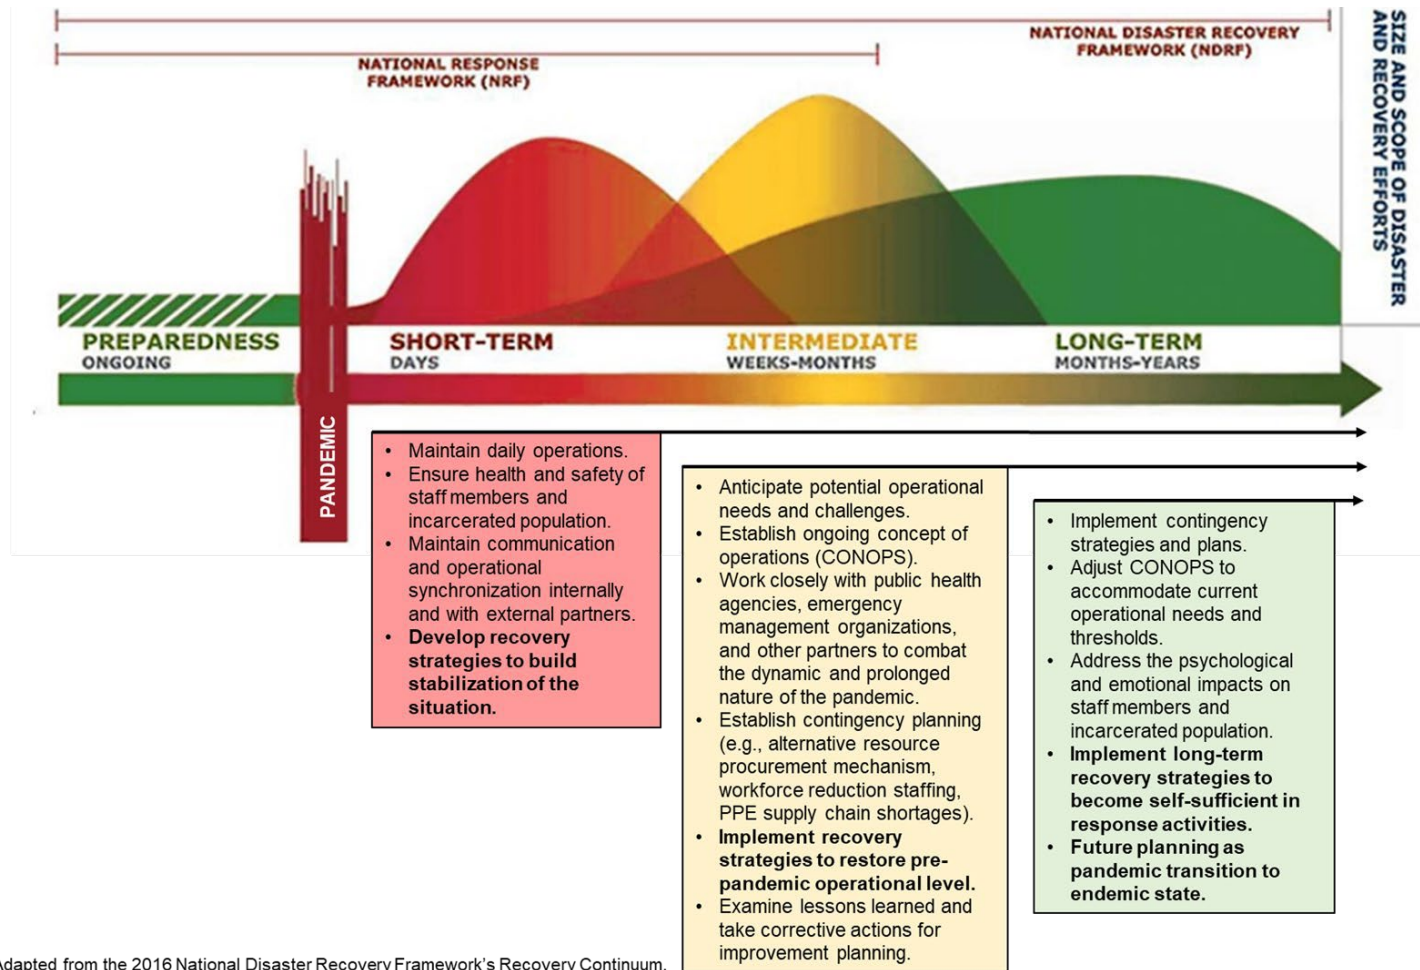 NATIONAL DISASTER RECOVERY
FRAMEWORK (NDRF)
NATIONAL RESPONSE
FRAMEWORK (NRF)
SIZE AND SCOPE OF DISASTER
AND RECOVERY EFFORTS
PREPAREDNESS
ONGOING
SHORT-TERM
DAYS
INTERMEDIATE
WEEKS-MONTHS
LONG-TERM
MONTHS-YEARS
PANDEMIC
• Maintain daily operations.
• Ensure health and safety of
staff members and
incarcerated population.
• Maintain communication
and operational
synchronization internally
and with external partners.
• Develop recovery
strategies to build
stabilization of the
situation.
• Anticipate potential operational
needs and challenges.
• Establish ongoing concept of
operations (CONOPS).
• Work closely with public health
agencies, emergency
management organizations,
and other partners to combat
the dynamic and prolonged
nature of the pandemic.
• Establish contingency planning
(e.g., alternative resource
procurement mechanism,
workforce reduction staffing,
PPE supply chain shortages).
• Implement recovery
strategies to restore pre-
pandemic operational level.
• Examine lessons learned and
take corrective actions for
improvement planning.
• Implement contingency
strategies and plans.
• Adjust CONOPS to
accommodate current
operational needs and
thresholds.
• Address the psychological
and emotional impacts on
staff members and
incarcerated population.
• Implement long-term
recovery strategies to
become self-sufficient in
response activities.
• Future planning as
pandemic transition to
endemic state.
Adapted from the 2016 National Disaster Recovery Framework's Recovery Continuum.